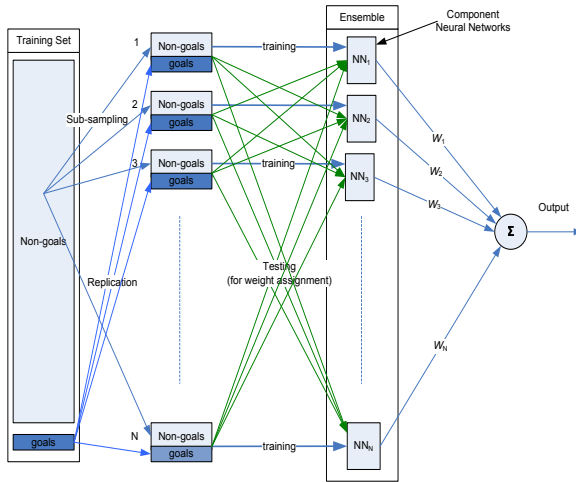 Ensemble
Component
Neural Networks
Training Set
1
Non-goals
goals
training
NN1
2
Sub-sampling
Non-goals
goals
NN2
W1
3
Non-goals
goals
training
NN3
W2
W3
Output
Σ
Non-goals
Replication
Testing
(for weight assignment)
WN
N
Non-goals
goals
training
NNN
goals